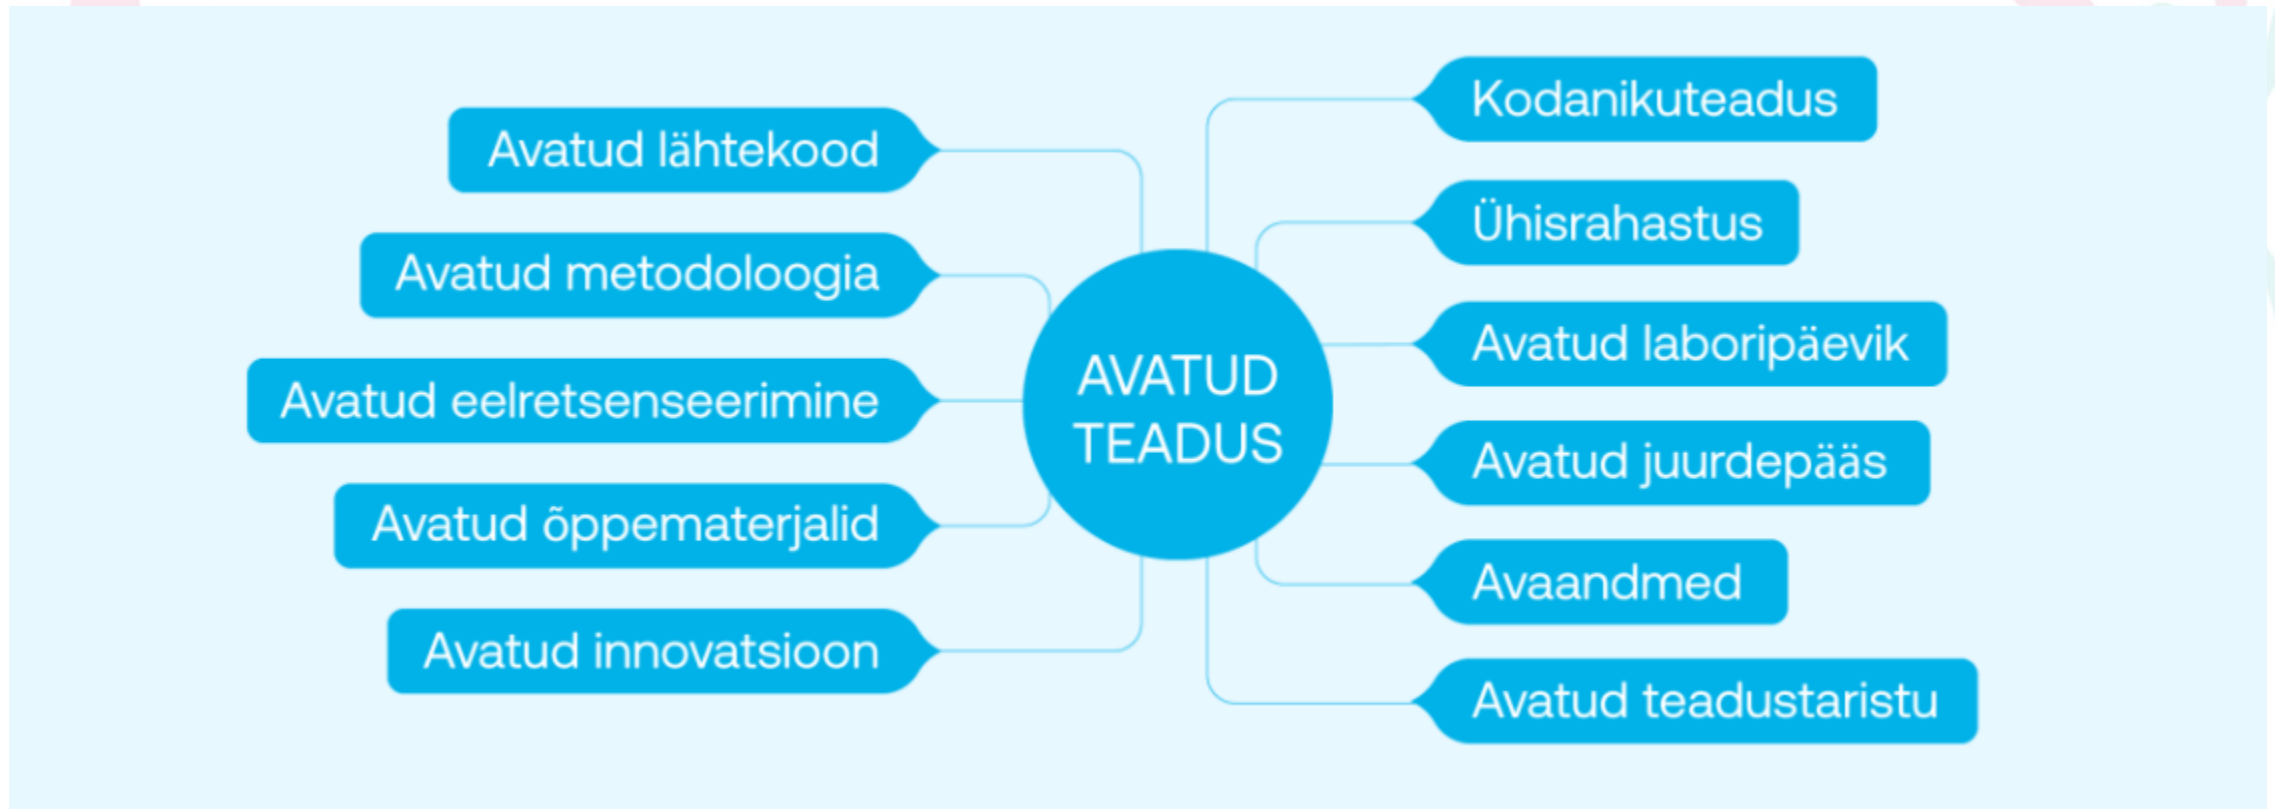 Avatud lähtekood
Avatud metodoloogia
Avatud eelretsenseerimine
Avatud õppematerjalid
Avatud innovatsioon
AVATUD
TEADUS
Kodanikuteadus
Ühisrahastus
Avatud laboripäevik
Avatud juurdepääs
Avaandmed
Avatud teadustaristu